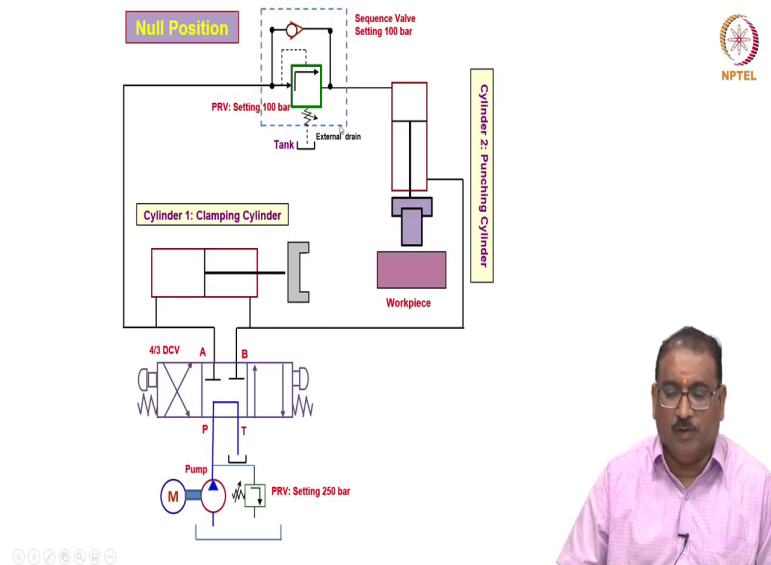 Null Position
Sequence Valve
Setting 100 bar
NPTEL
PRV: Setting 100 bar
External drain
Tank
Cylinder 2: Punching Cylinder
Cylinder 1: Clamping Cylinder
Workpiece
4/3 DCV
A
B
P
T
Pump
M
PRV: Setting 250 bar